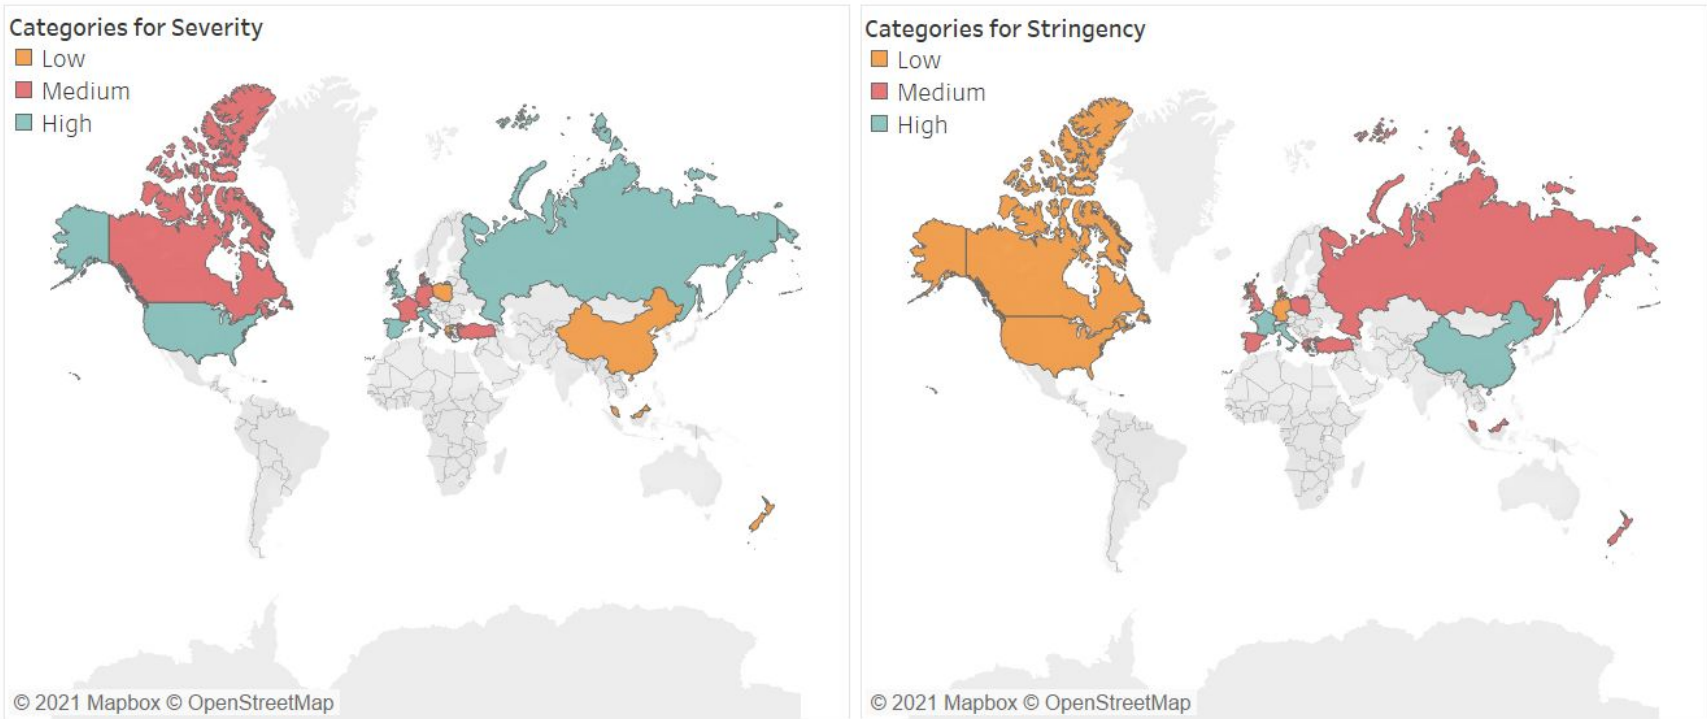 Categories for Severity
Low
Medium
High
© 2021 Mapbox © OpenStreetMap
Categories for Stringency
Low
Medium
High
© 2021 Mapbox © OpenStreetMap